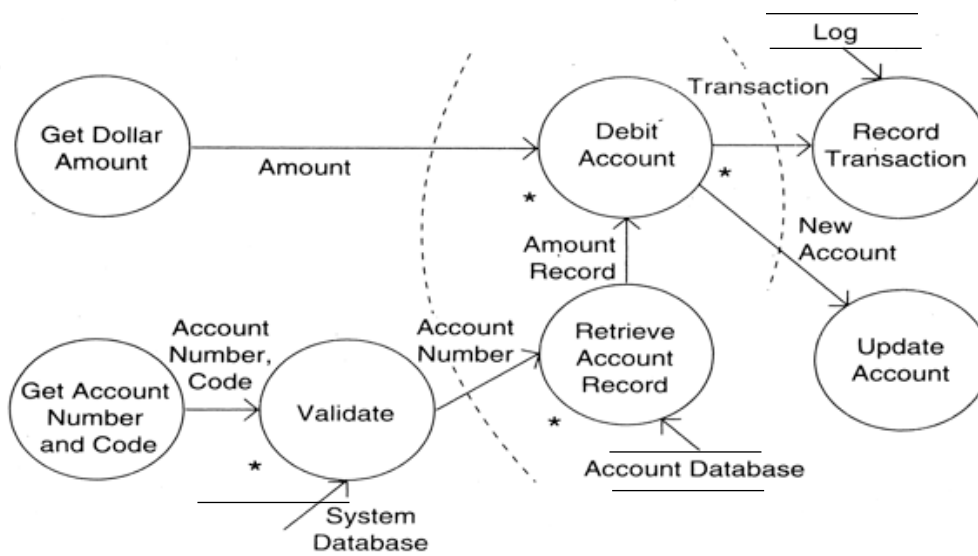 Log
Transaction
Get Dollar
Amount
Amount
Debit
Account
*
*
Record
Transaction
Amount
Record
New
Account
Account
Number,
Code
Account
Number
Retrieve
Account
Record
Update
Account
Get Account
Number
and Code
Validate
*
*
Account Database
System
Database